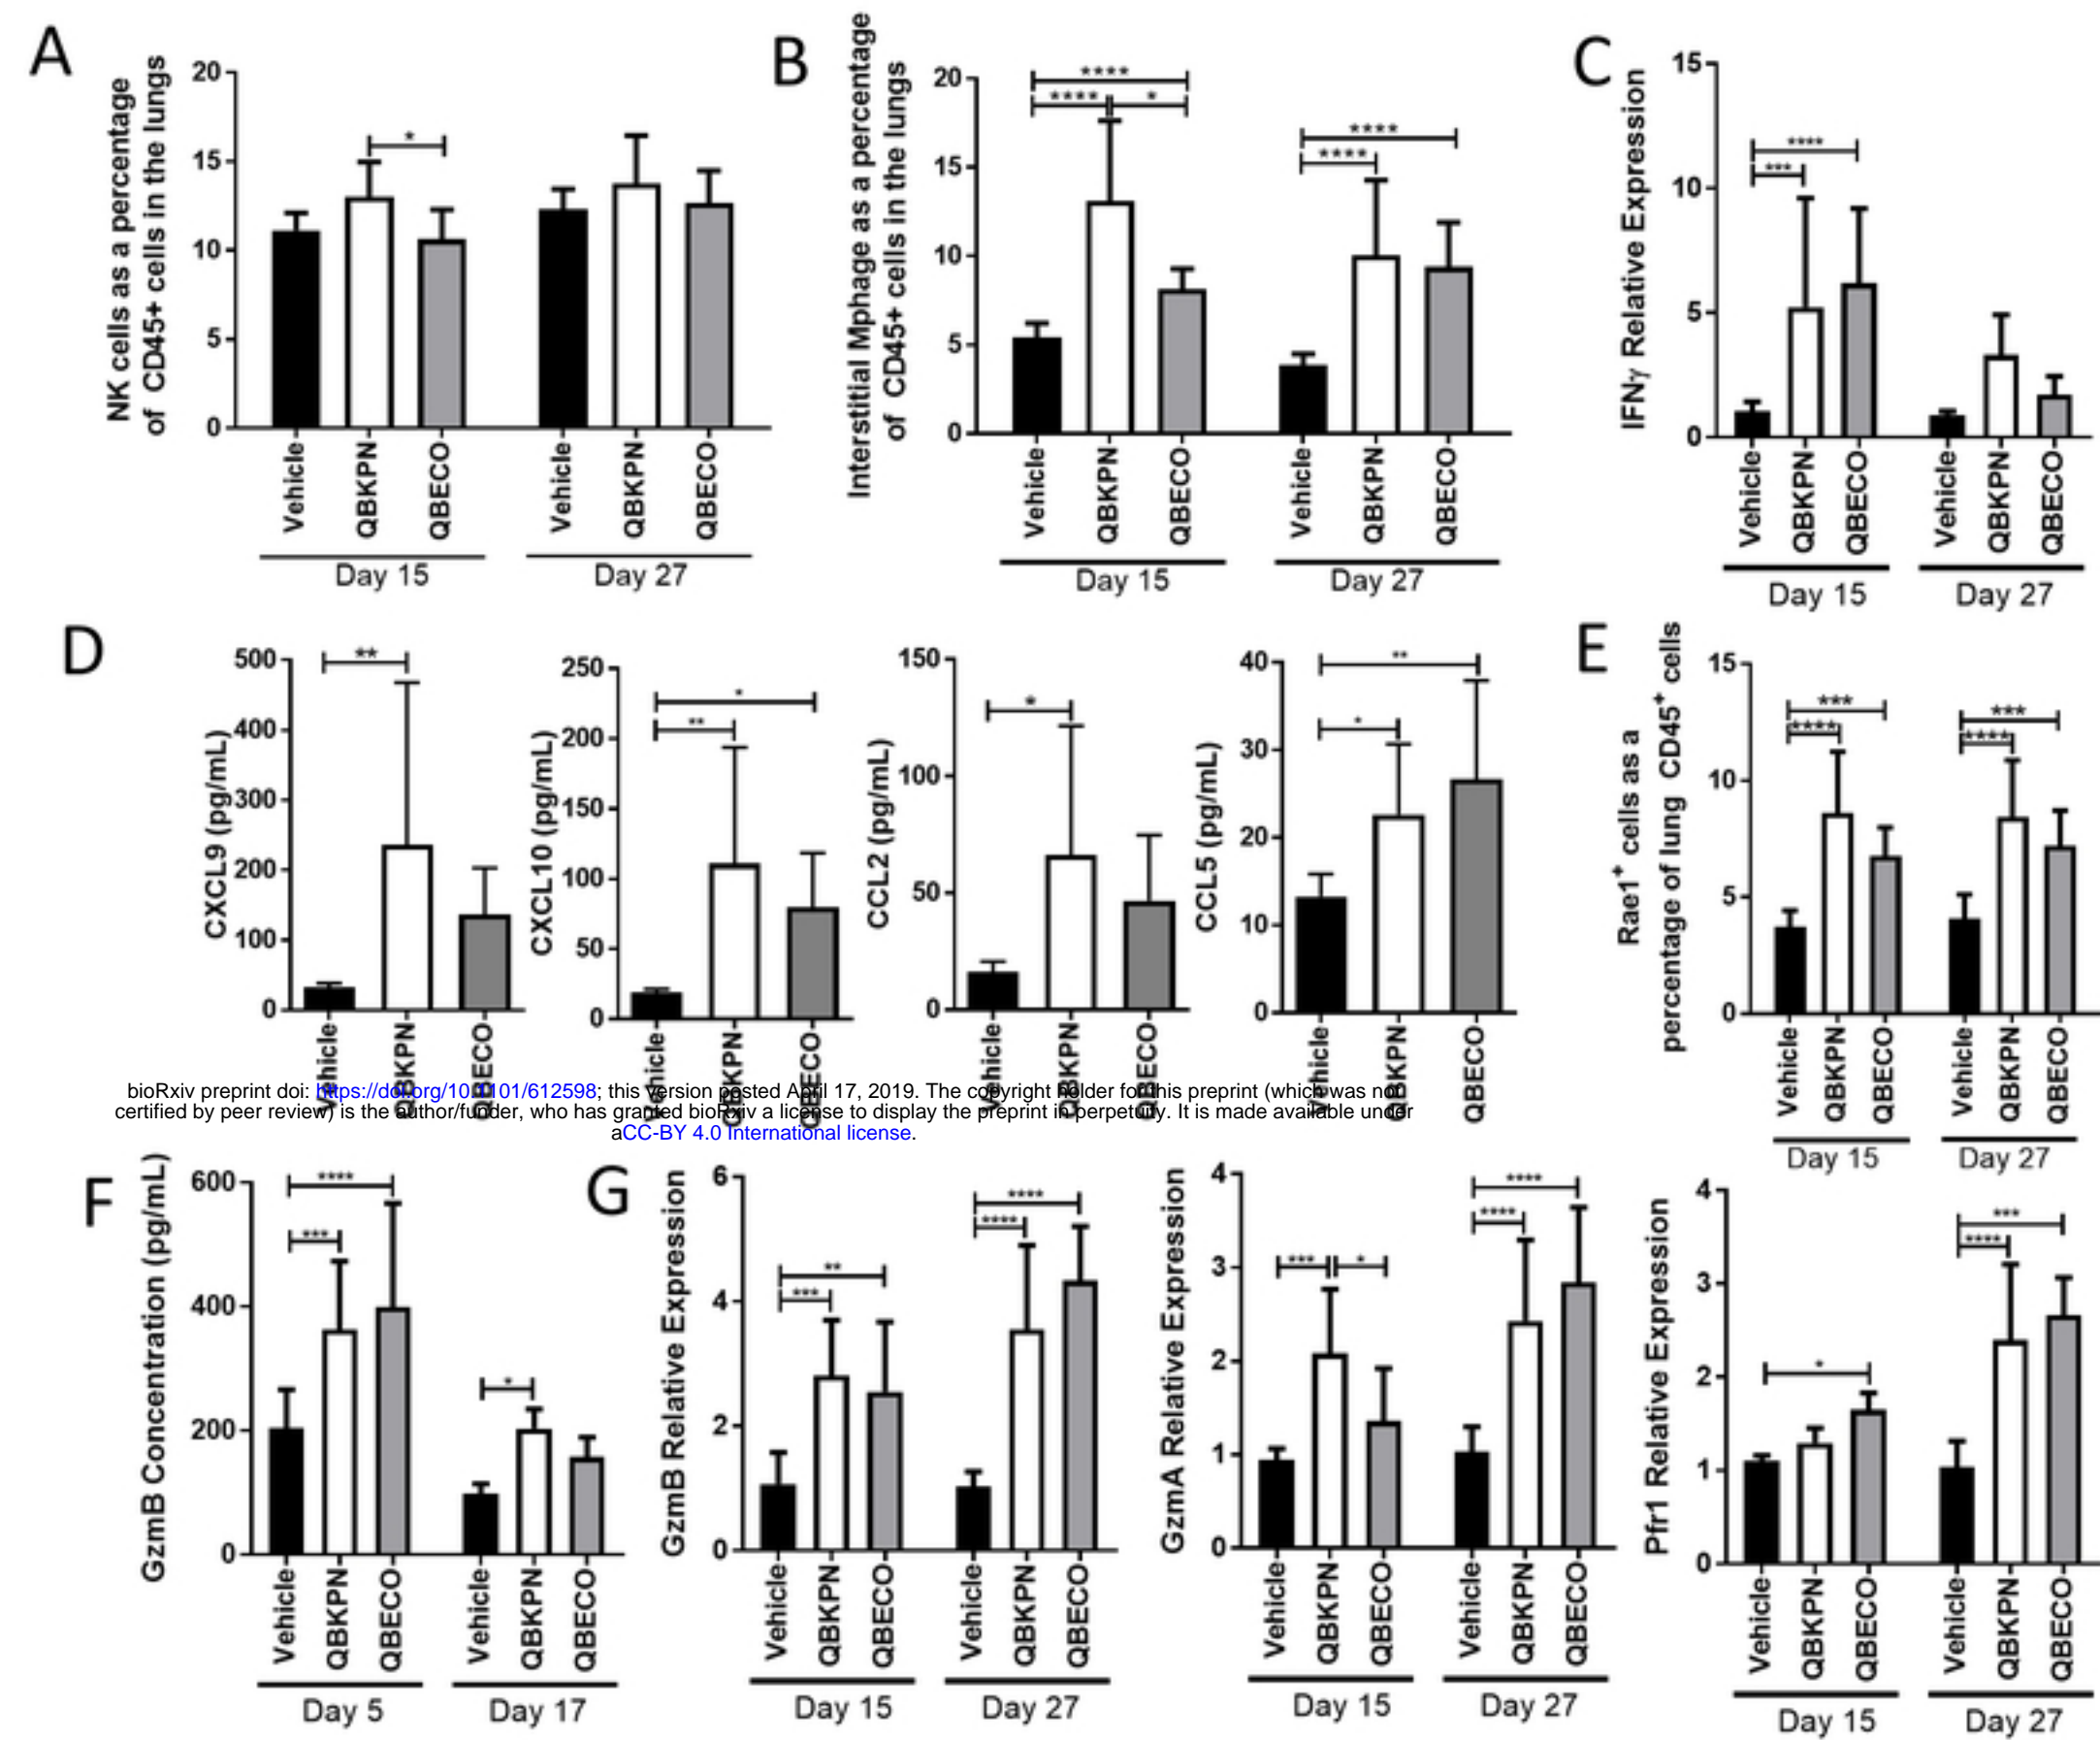 A
NK cells as a percentage
of CD45+ cells in the lungs
20
15
10
5
0
*
Vehicle
QBKPN
QBECO
Vehicle
QBKPN
QBECO
Day 15
Day 27
B
Interstitial Mphage as a percentage
of CD45+ cells in the lungs
20
15
10
5
0
****
**** *
****
****
Vehicle
QBKPN
QBECO
Vehicle
QBKPN
QBECO
Day 15
Day 27
C
IFNγ Relative Expression
15
10
5
0
****
***
Vehicle
QBKPN
QBECO
Vehicle
QBKPN
QBECO
Day 15
Day 27
D
CXCL9 (pg/mL)
500
400
300
200
100
0
**
Vehicle
QBKPN
QBECO
CXCL10 (pg/mL)
250
200
150
100
50
0
*
**
Vehicle
QBKPN
QBECO
CCL2 (pg/mL)
150
100
50
0
*
Vehicle
QBKPN
QBECO
CCL5 (pg/mL)
40
30
20
10
0
**
*
Vehicle
QBKPN
QBECO
E
Rae1+ cells as a
percentage of lung CD45+ cells
15
10
5
0
***
****
***
****
Vehicle
QBKPN
QBECO
Vehicle
QBKPN
QBECO
Day 15
Day 27
bioRxiv preprint doi: https://doi.org/10.1101/612598; this version posted April 17, 2019. The copyright holder for this preprint (which was not
certified by peer review) is the author/funder, who has granted bioRxiv a license to display the preprint in perpetuity. It is made available under
aCC-BY 4.0 International license.
F
GzmB Concentration (pg/mL)
600
400
200
0
****
***
*
Vehicle
QBKPN
QBECO
Vehicle
QBKPN
QBECO
Day 5
Day 17
G
GzmB Relative Expression
6
4
2
0
**
***
****
****
Vehicle
QBKPN
QBECO
Vehicle
QBKPN
QBECO
Day 15
Day 27
GzmA Relative Expression
4
3
2
1
0
*** *
****
****
Vehicle
QBKPN
QBECO
Vehicle
QBKPN
QBECO
Day 15
Day 27
Pfr1 Relative Expression
4
3
2
1
0
*
***
****
Vehicle
QBKPN
QBECO
Vehicle
QBKPN
QBECO
Day 15
Day 27